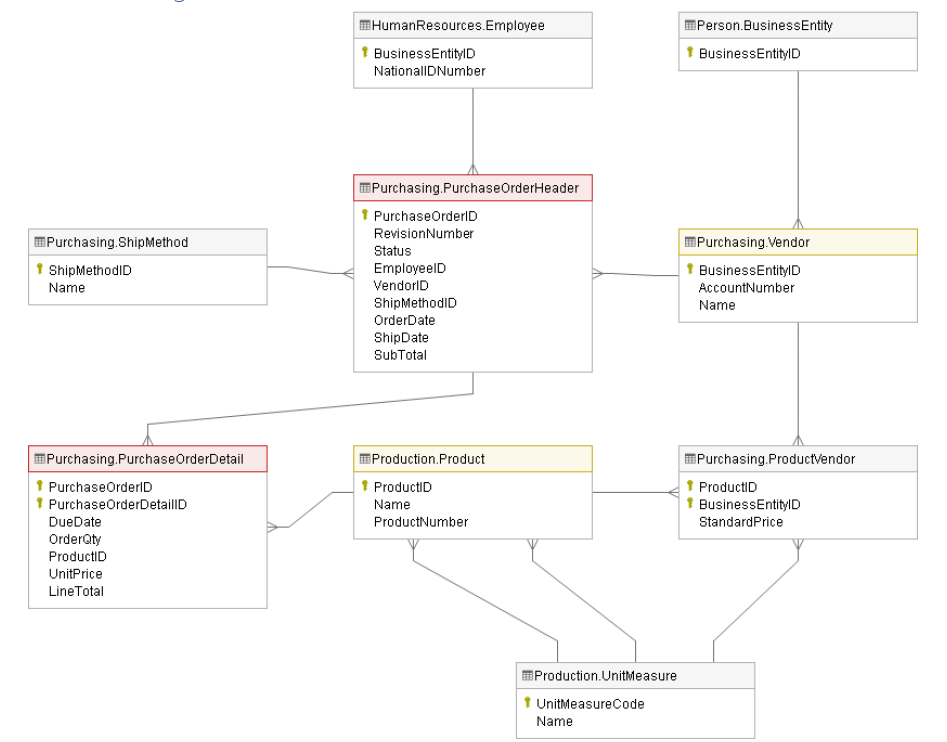 HumanResources.Employee
BusinessEntityID
NationalIDNumber
Person.BusinessEntity
BusinessEntityID
Purchasing.PurchaseOrderHeader
PurchaseOrderID
RevisionNumber
Status
EmployeeID
VendorID
ShipMethodID
OrderDate
ShipDate
SubTotal
Purchasing.ShipMethod
ShipMethodID
Name
Purchasing.Vendor
BusinessEntityID
AccountNumber
Name
Purchasing.PurchaseOrderDetail
PurchaseOrderID
PurchaseOrderDetailID
DueDate
OrderQty
ProductID
UnitPrice
LineTotal
Production.Product
ProductID
Name
ProductNumber
Purchasing.ProductVendor
ProductID
BusinessEntityID
StandardPrice
Production.UnitMeasure
UnitMeasureCode
Name